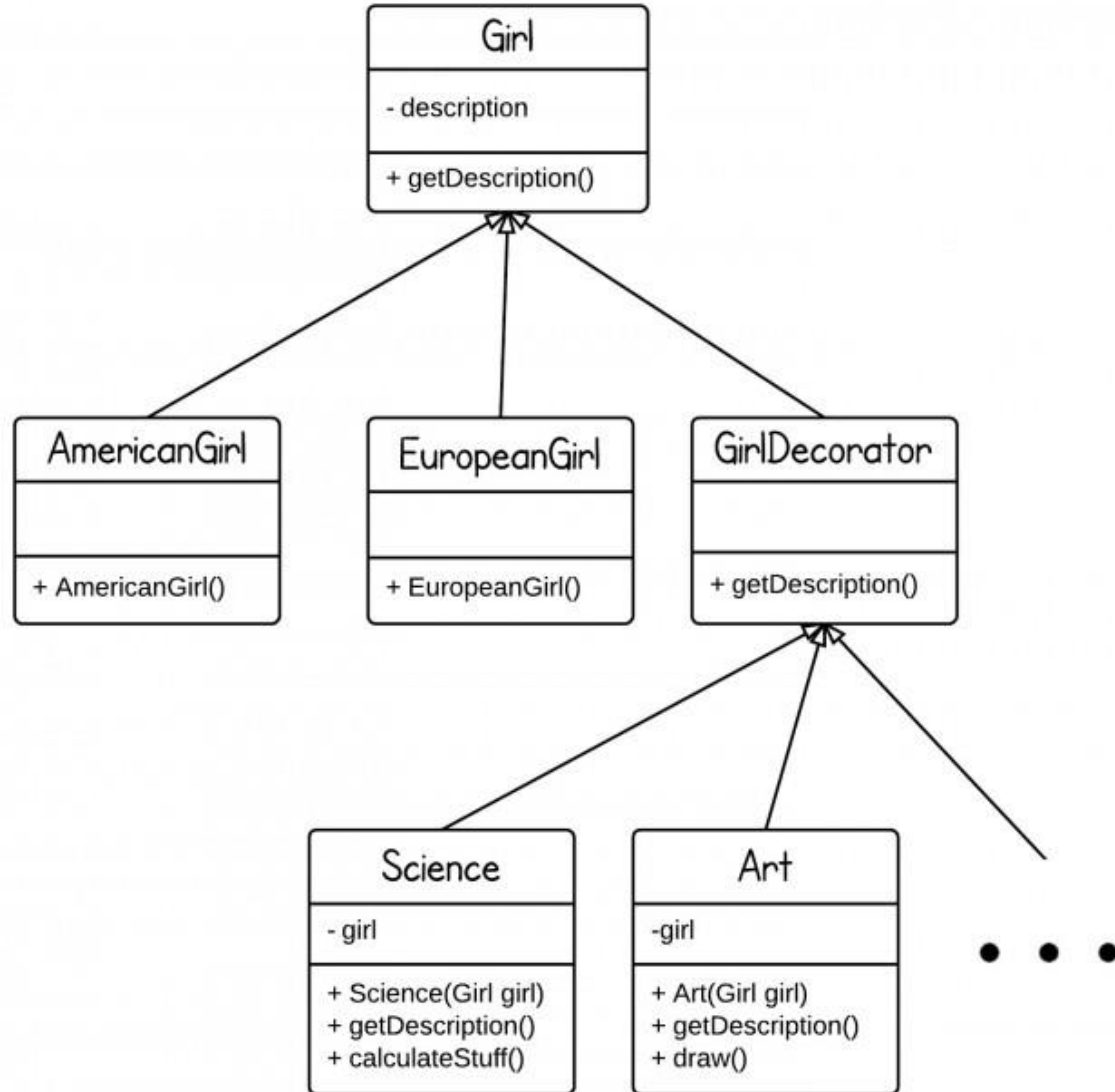 Girl
- description
+ getDescription()
AmericanGirl
+ AmericanGirl()
EuropeanGirl
+ EuropeanGirl()
GirlDecorator
+ getDescription()
Science
- girl
+ Science(Girl girl)
+ getDescription()
+ calculateStuff()
Art
-girl
+ Art(Girl girl)
+ getDescription()
+ draw()